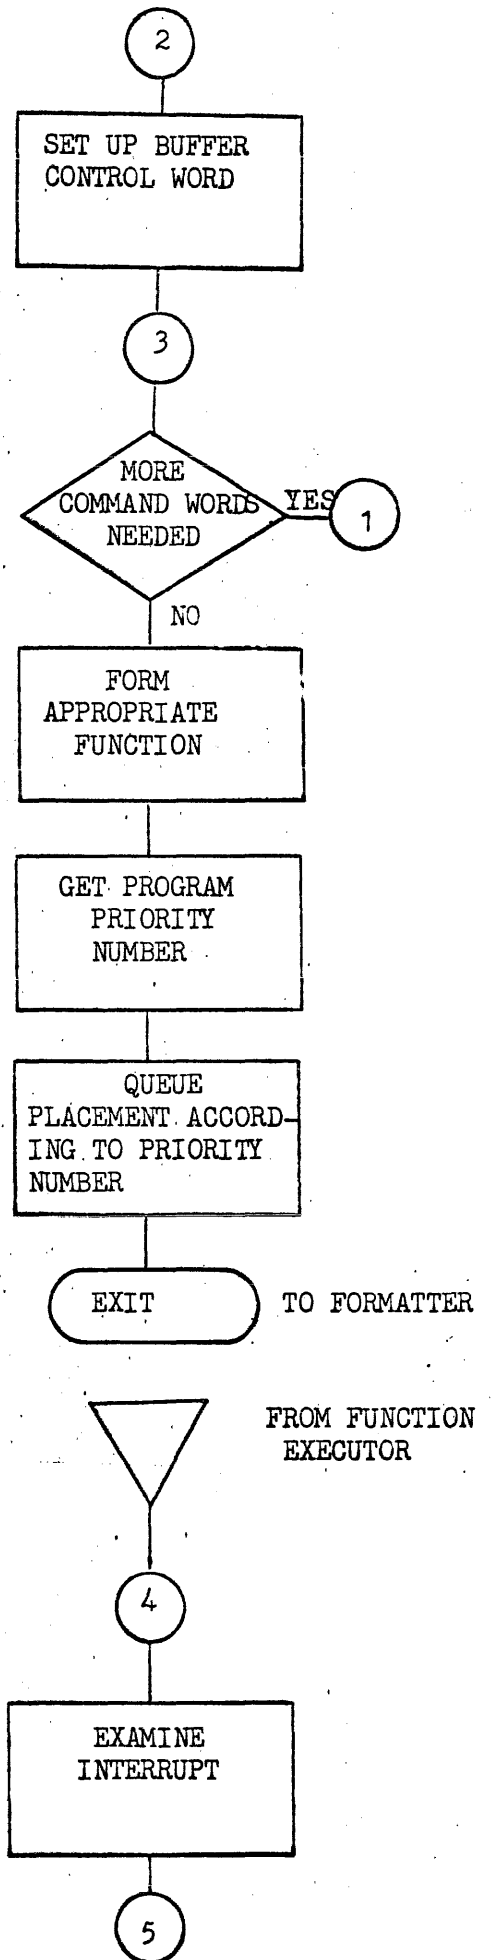 2
SET UP BUFFER
CONTROL WORD
3
MORE
COMMAND WORDS
NEEDED
YES
1
NO
FORM
APPROPRIATE
FUNCTION
GET PROGRAM
PRIORITY
NUMBER
QUEUE
PLACEMENT ACCORD-
ING TO PRIORITY
NUMBER
EXIT
TO FORMATTER
FROM FUNCTION
EXECUTOR
4
EXAMINE
INTERRUPT
5